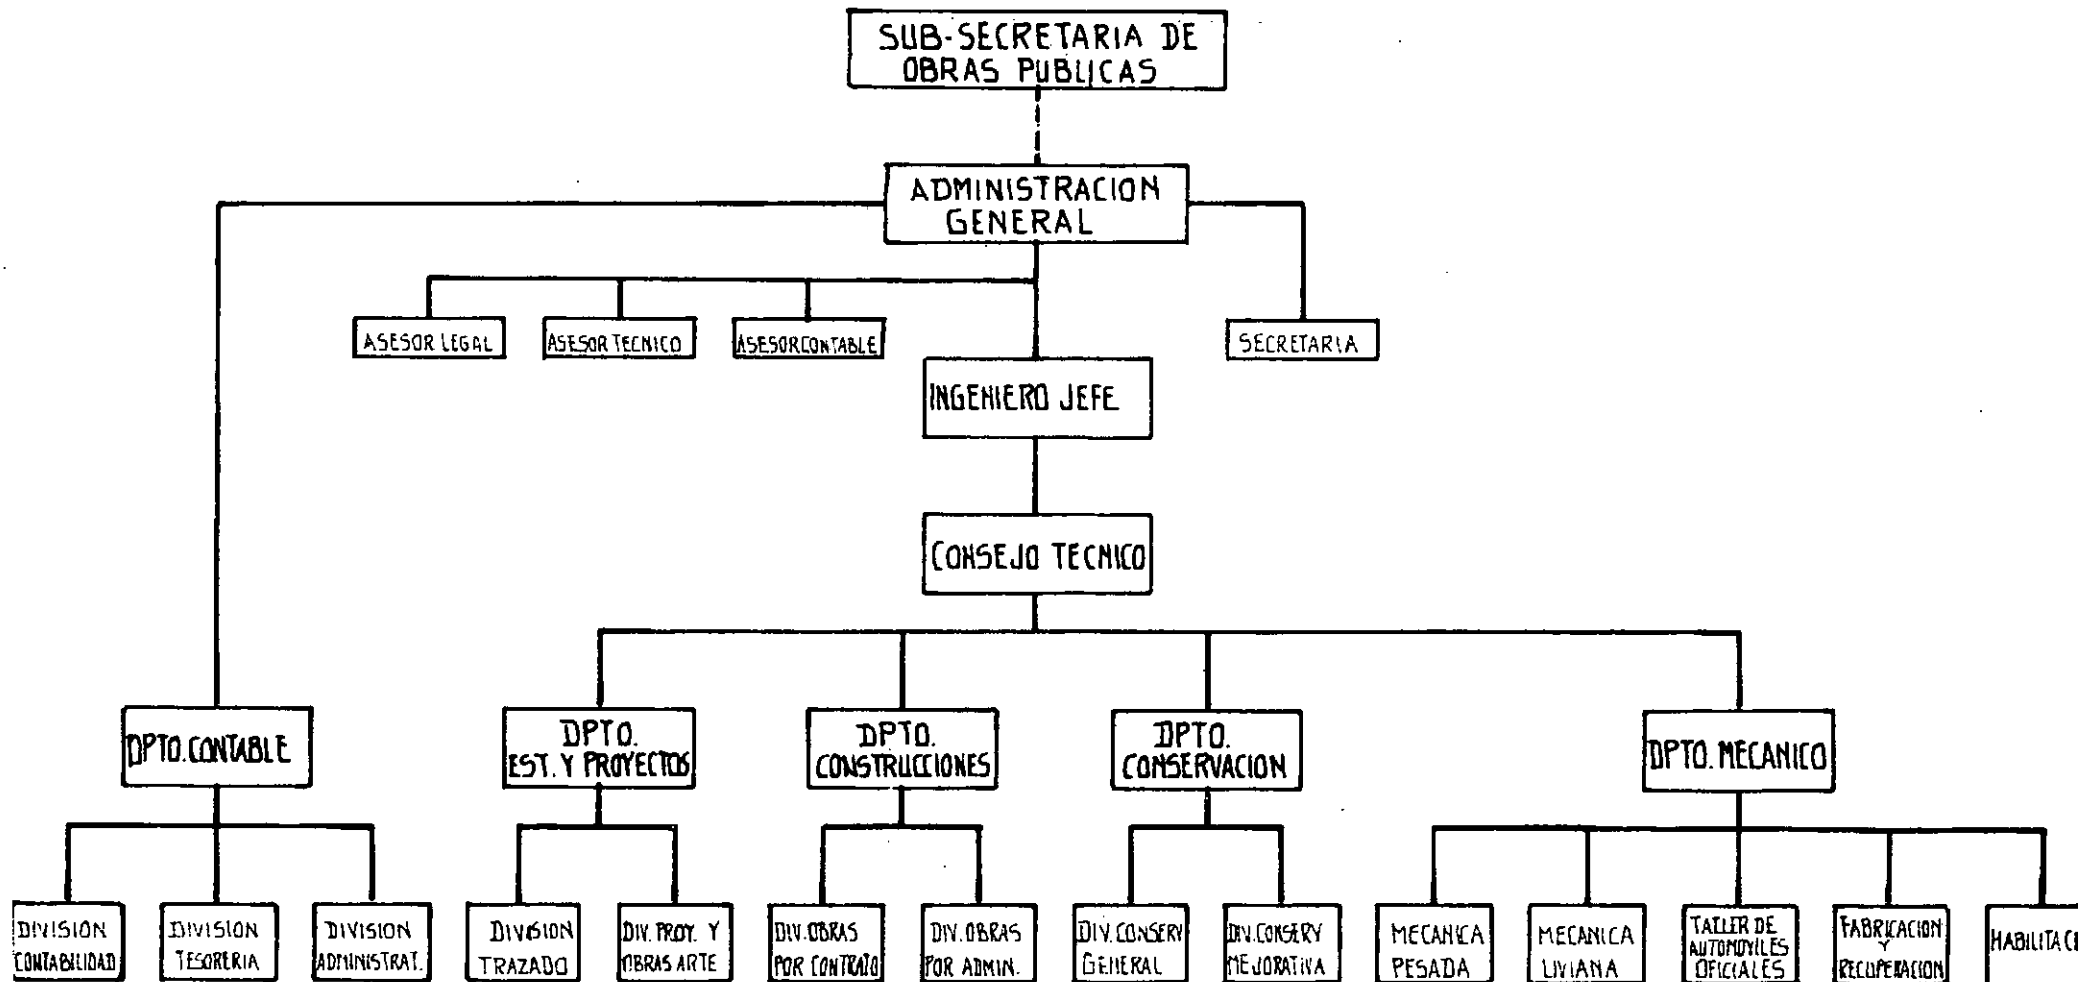 SUB-SECRETARIA DE
OBRAS PUBLICAS
ADMINISTRACION
GENERAL
ASESOR LEGAL
ASESOR TECNICO
ASESOR CONTABLE
SECRETARIA
INGENIERO JEFE
CONSEJO TECNICO
DPTO. CONTABLE
DPTO.
EST. Y PROYECTOS
DPTO.
CONSTRUCCIONES
DPTO.
CONSERVACION
DPTO. MECANICO
DIVISION
CONTABILIDAD
DIVISION
TESORERIA
DIVISION
ADMINISTRAT.
DIVISION
TRAZADO
DIV. PROY. Y
OBRAS ARTE
DIV. OBRAS
POR CONTRATO
DIV. OBRAS
POR ADMIN.
DIV. CONSERV
GENERAL
DIV. CONSERV
MEJORATIVA
MECANICA
PESADA
MECANICA
LIVIANA
TALLER DE
AUTOMOVILES
OFICIALES
FABRICACION
Y
RECUPERACION